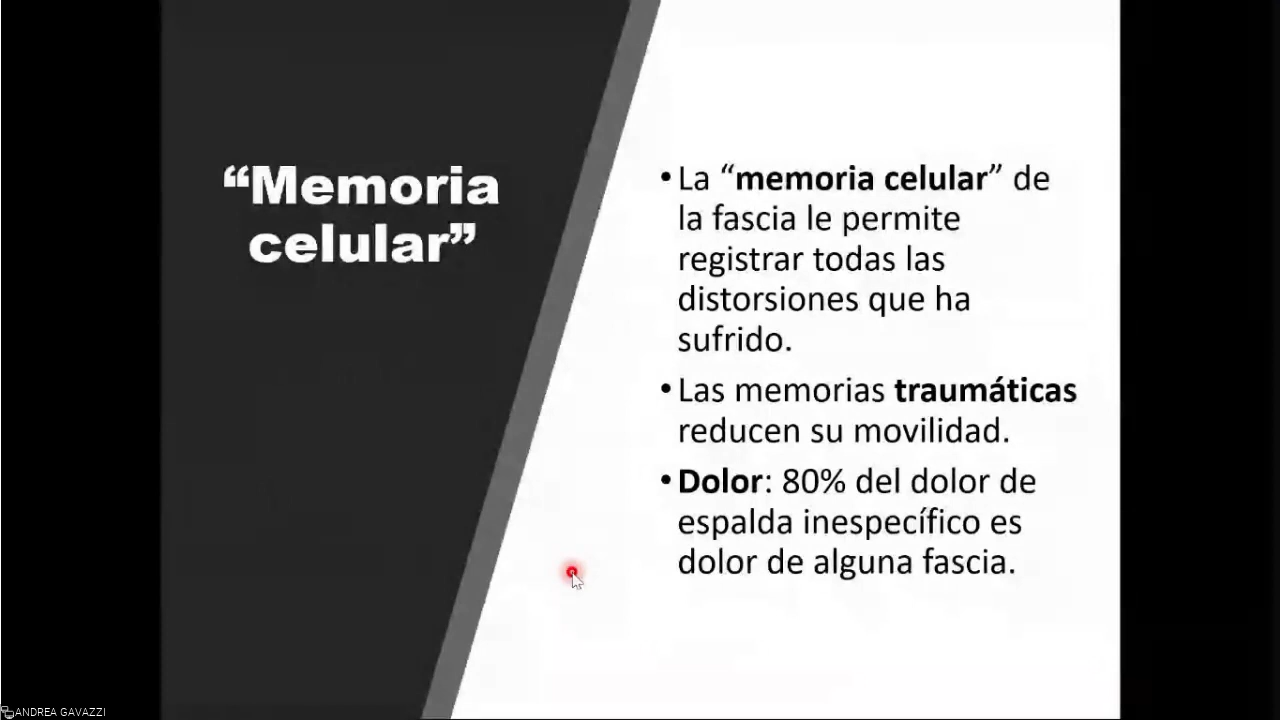 “Memoria
celular”
• La “memoria celular” de
la fascia le permite
registrar todas las
distorsiones que ha
sufrido.
• Las memorias traumáticas
reducen su movilidad.
• Dolor: 80% del dolor de
espalda inespecífico es
dolor de alguna fascia.
ANDREA GAVAZZI